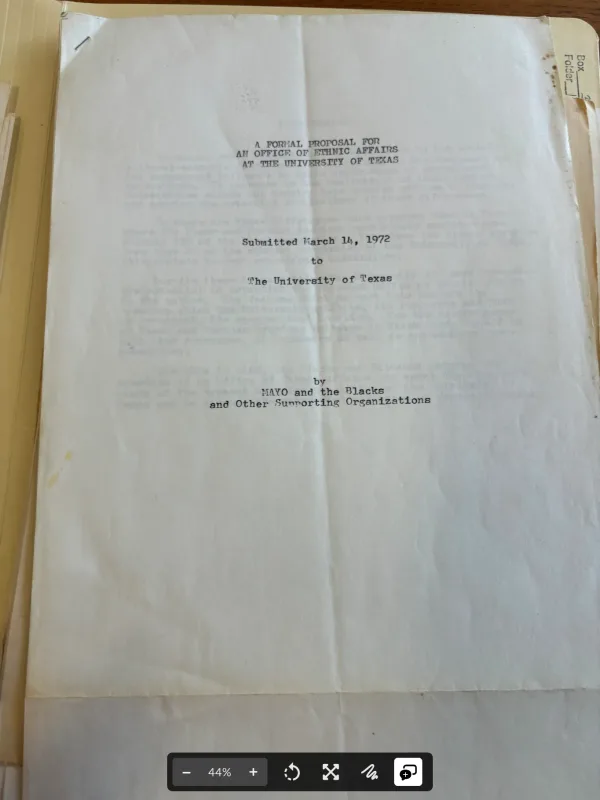 Box
Folder
A FORMAL PROPOSAL FOR
AN OFFICE OF ETHNIC AFFAIRS
AT THE UNIVERSITY OF TEXAS
Submitted March 14, 1972
to
The University of Texas
by
MAYO and the Blacks
and Other Supporting Organizations
44%